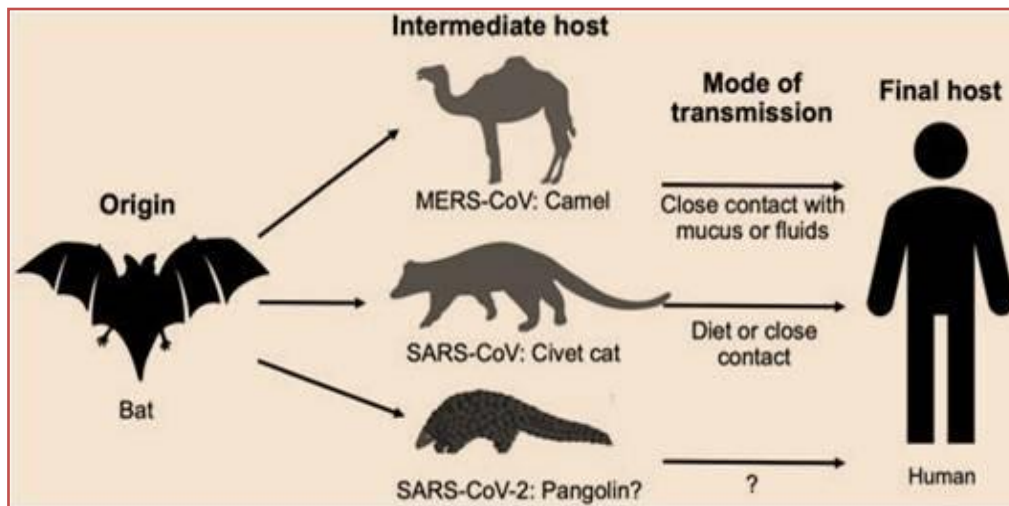 Intermediate host
Mode of
transmission
Final host
Origin
MERS-CoV: Camel
Close contact with
mucus or fluids
SARS-CoV: Civet cat
Diet or close
contact
Bat
SARS-CoV-2: Pangolin?
?
Human